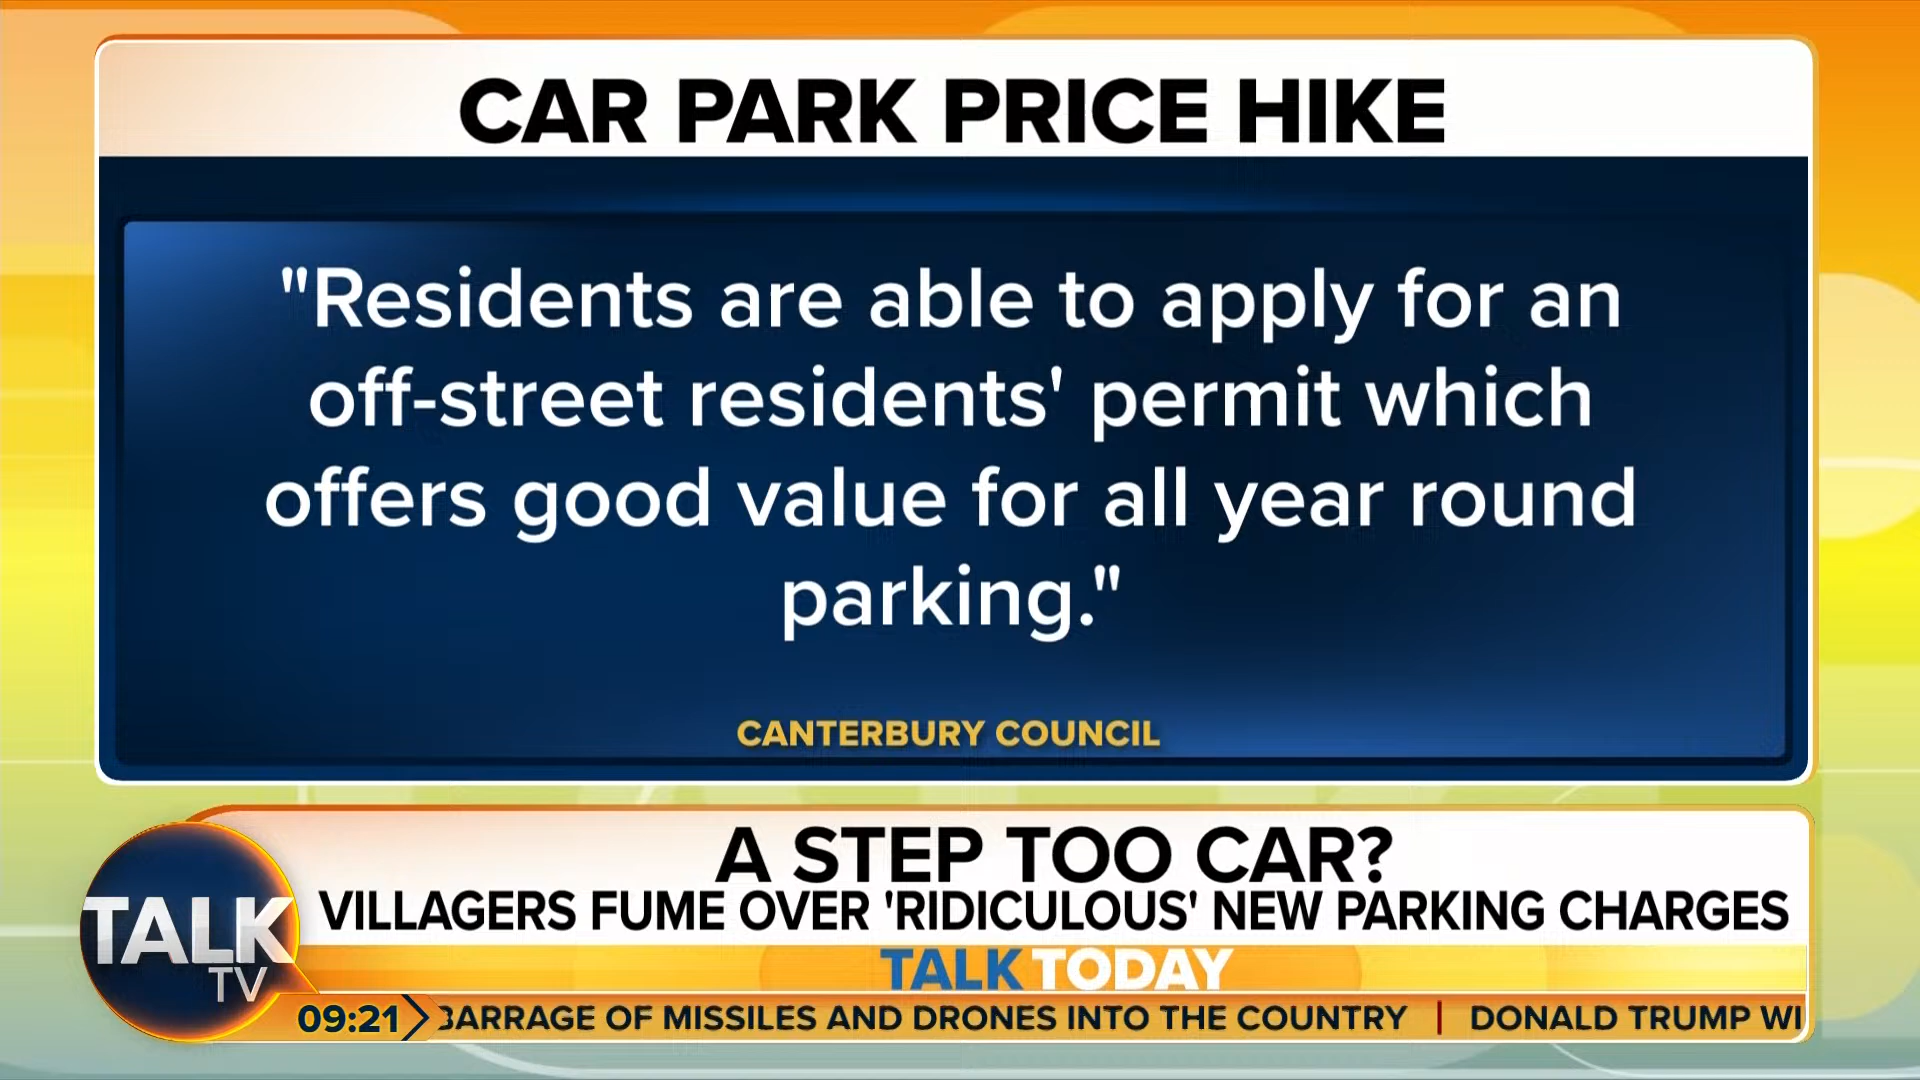 CAR PARK PRICE HIKE
"Residents are able to apply for an
off-street residents' permit which
offers good value for all year round
parking."
CANTERBURY COUNCIL
A STEP TOO CAR?
VILLAGERS FUME OVER 'RIDICULOUS' NEW PARKING CHARGES
TALK TV
TALK TODAY
09:21
BARRAGE OF MISSILES AND DRONES INTO THE COUNTRY | DONALD TRUMP